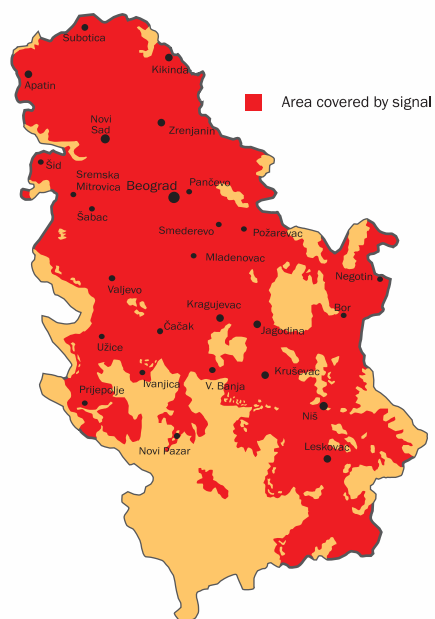 Subotica
Kikinda
Apatin
Area covered by signal
Novi
Sad
Zrenjanin
Šid
Sremska
Mitrovica
Beograd
Pančevo
Šabac
Smederevo
Požarevac
Mladenovac
Negotin
Valjevo
Kragujevac
Bor
Čačak
Jagodina
Užice
Ivanjica
V. Banja
Kruševac
Prijepolje
Niš
Novi Pazar
Leskovac